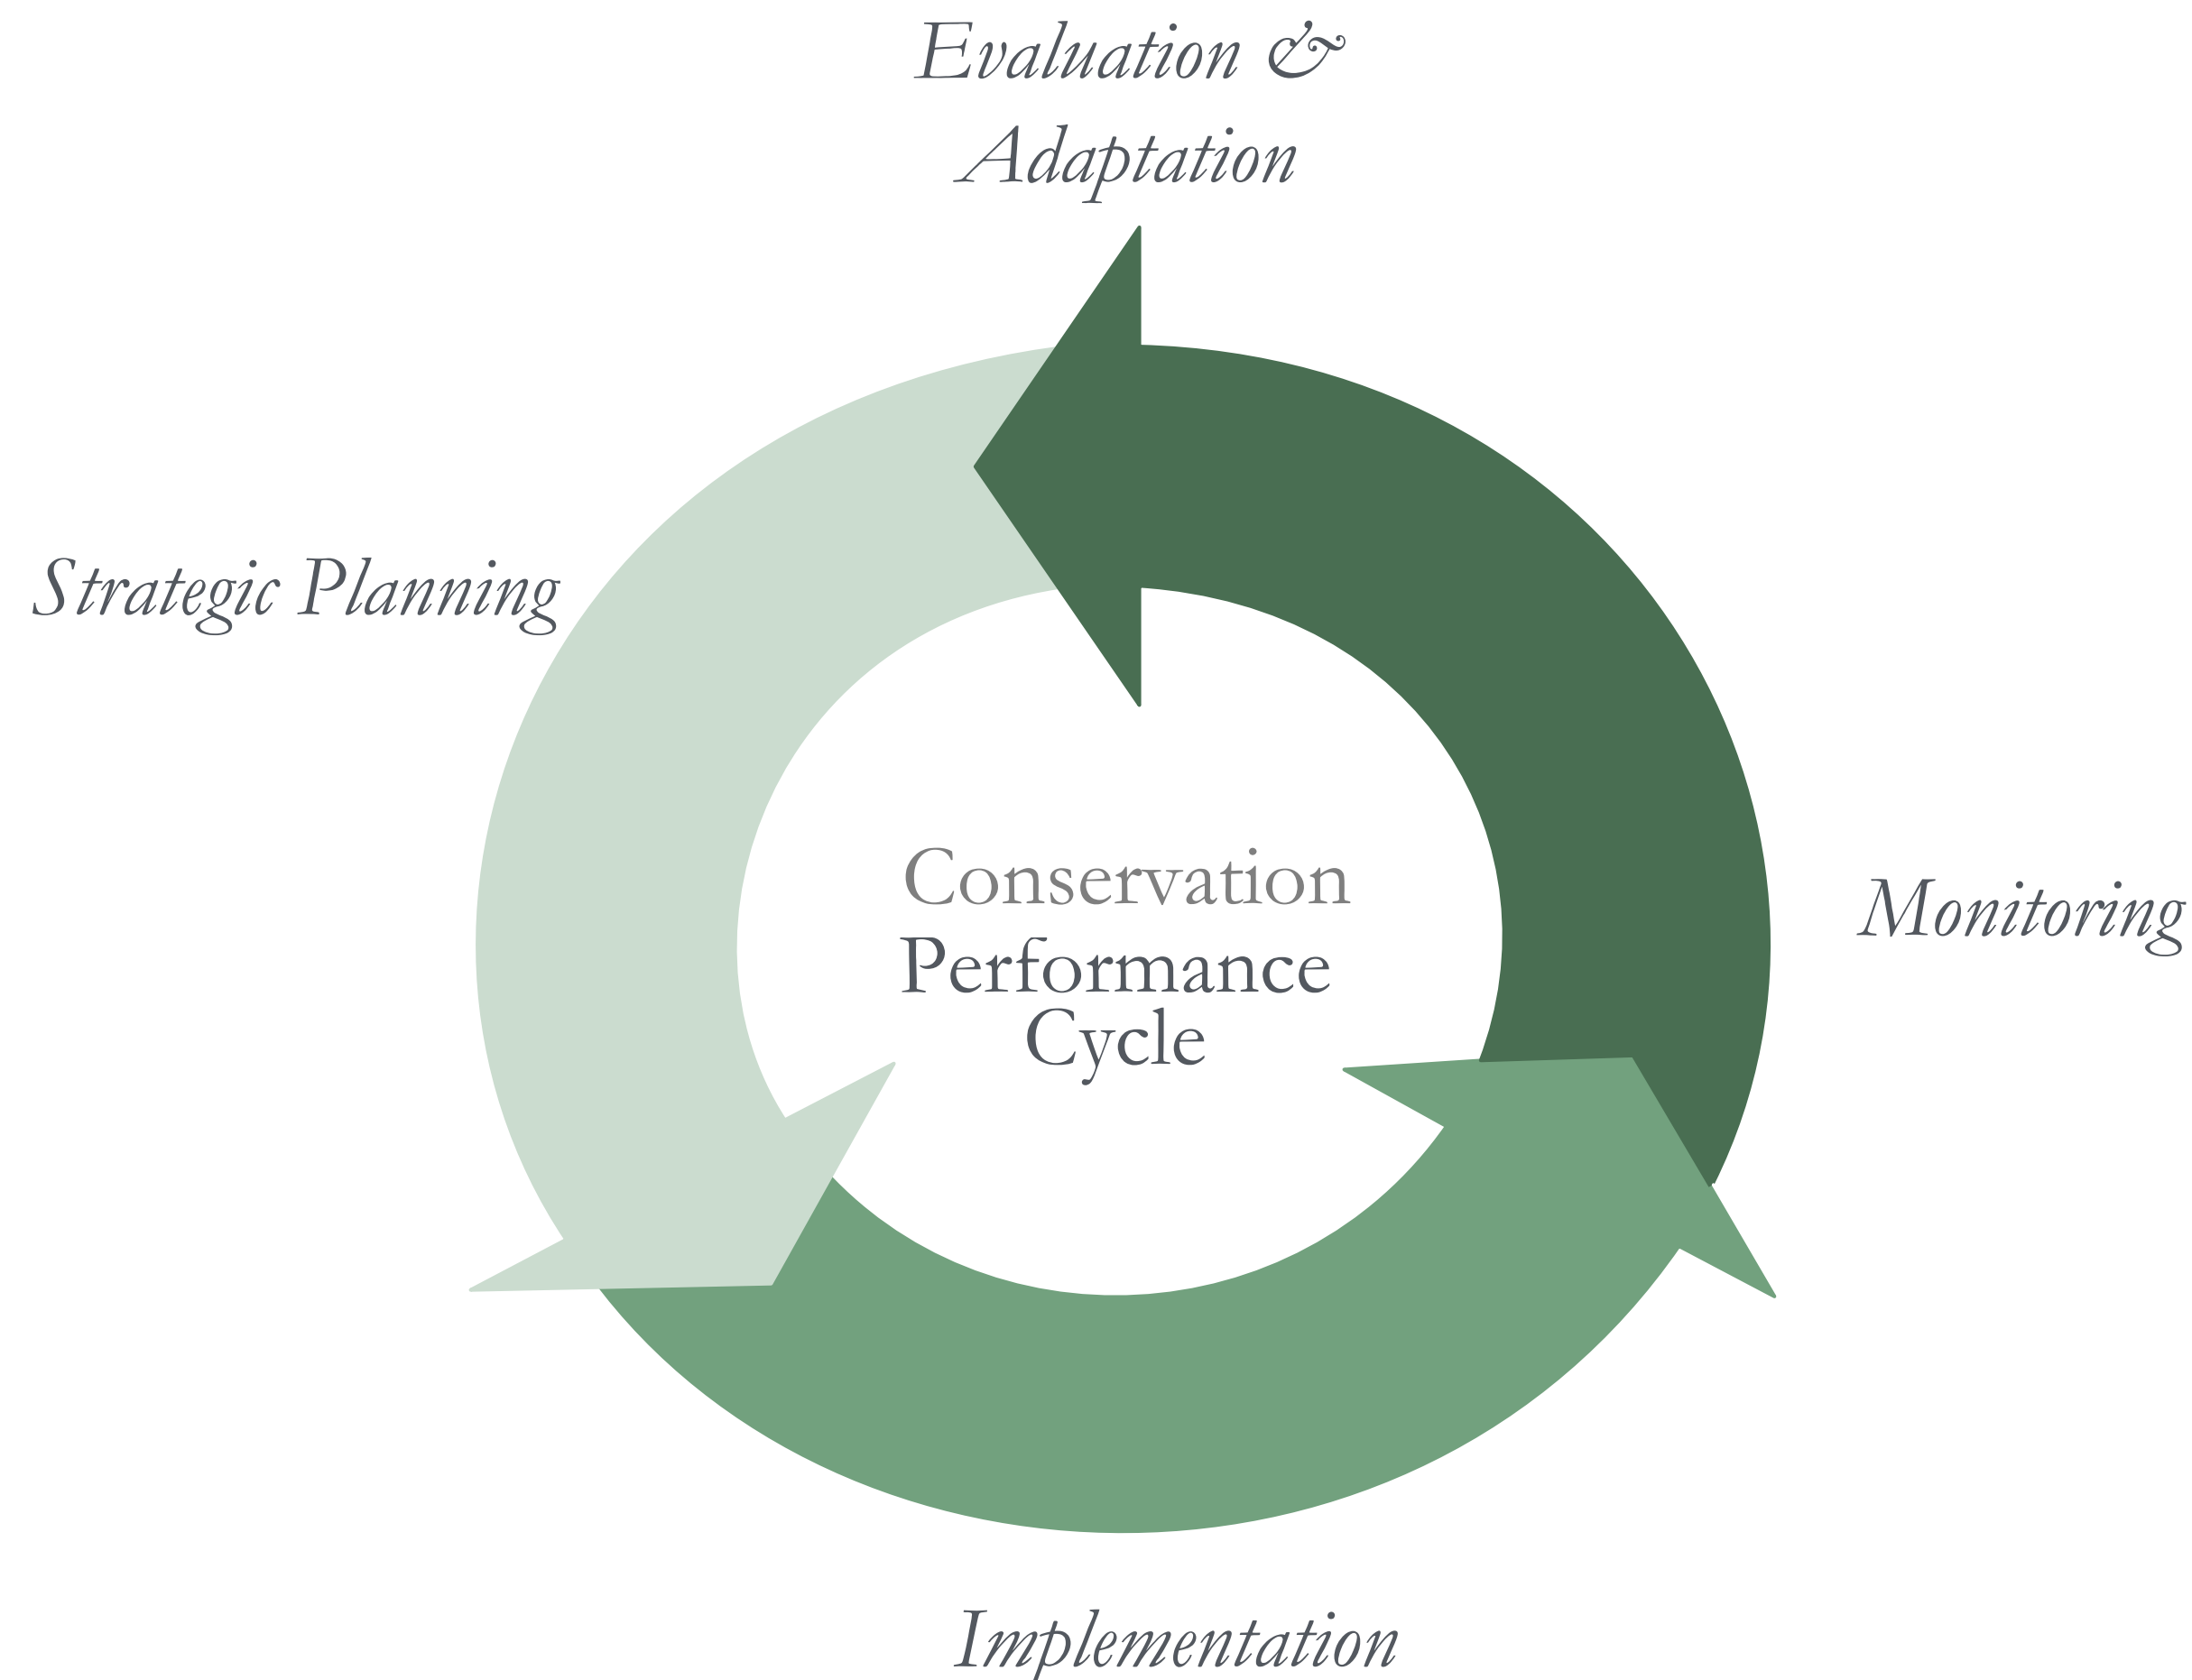 Evaluation &
Adaptation
Strategic Planning
Conservation
Performance
Cycle
Monitoring
Implementation